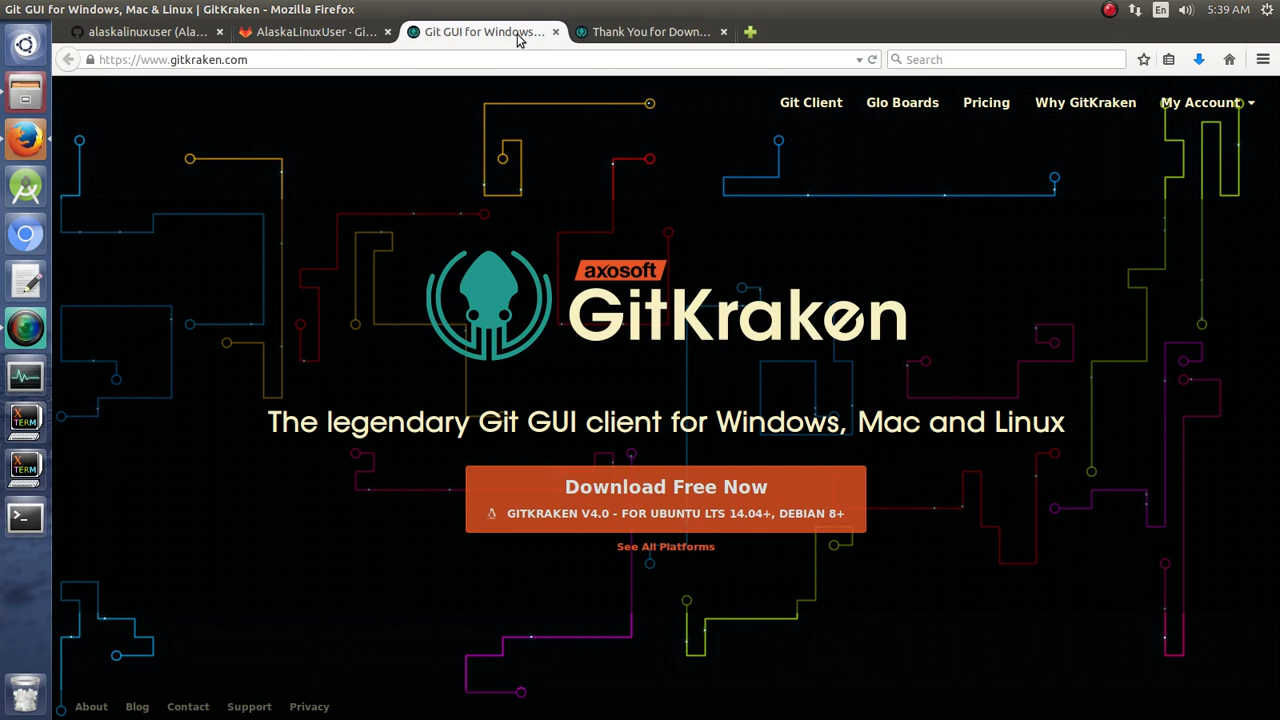 Git GUI for Windows, Mac & Linux | GitKraken - Mozilla Firefox
En
5:39 AM
alaskalinuxuser (Ala...
AlaskaLinuxUser · Gi...
Git GUI for Windows...
Thank You for Down...
https://www.gitkraken.com
Search
Git Client
Glo Boards
Pricing
Why GitKraken
My Account
axosoft
GitKraken
The legendary Git GUI client for Windows, Mac and Linux
Download Free Now
GITKRAKEN V4.0 - FOR UBUNTU LTS 14.04+, DEBIAN 8+
See All Platforms
X TERM
X TERM
>_
About
Blog
Contact
Support
Privacy